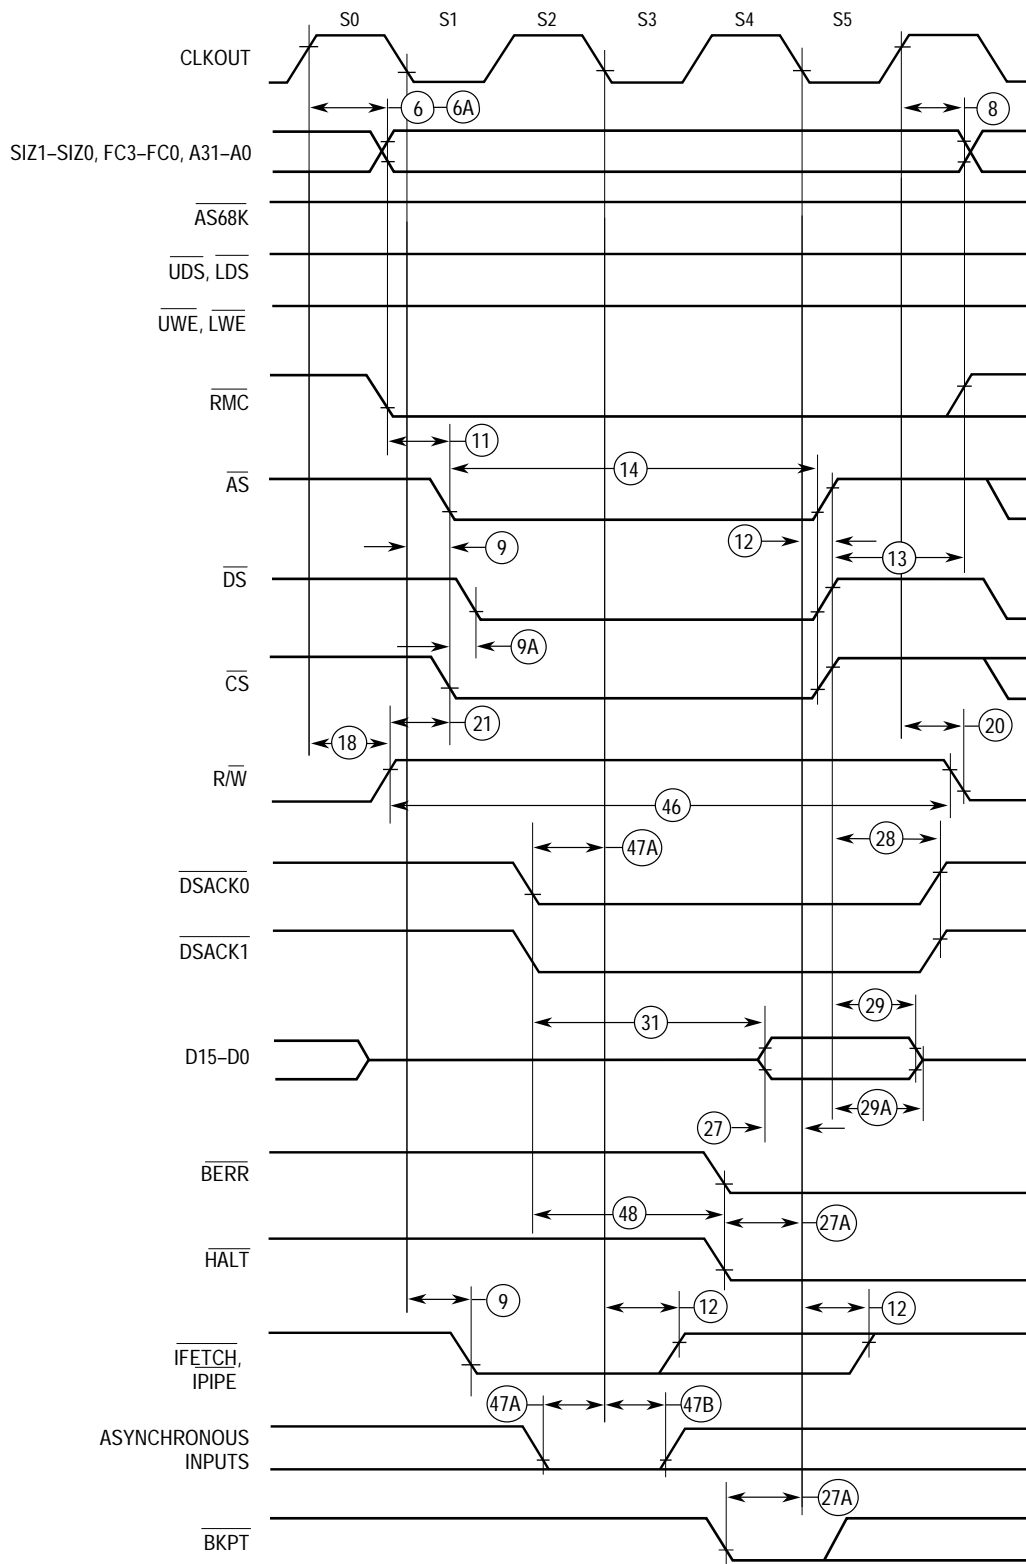 S0 S1 S2 S3 S4 S5
CLKOUT
6 6A 8
SIZ1–SIZ0, FC3–FC0, A31–A0
AS68K
UDS, LDS
UWE, LWE
RMC
11
14
AS
9 12 13
DS
9A
CS
21 20
18
R/W
46
47A 28
DSACK0
DSACK1
29
31
D15–D0
29A
27
BERR
48 27A
HALT
9 12 12
IFETCH,
IPIPE
47A 47B
ASYNCHRONOUS
INPUTS
27A
BKPT